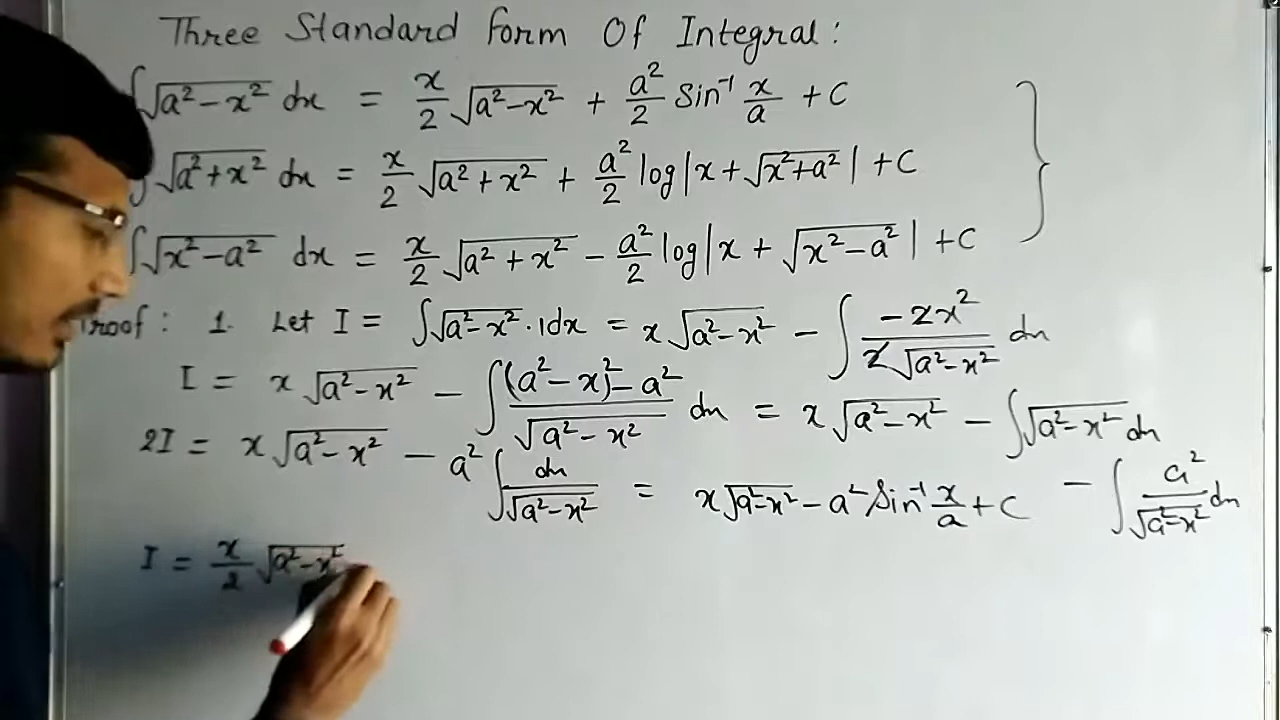 Three Standard form Of Integral:
∫√(a²-x²) dx = x/2 √(a²-x²) + a²/2 Sin⁻¹ x/a + C
∫√(a²+x²) dx = x/2 √(a²+x²) + a²/2 log|x + √(x²+a²)| + C
∫√(x²-a²) dx = x/2 √(a²+x²) - a²/2 log|x + √(x²-a²)| + C
Proof: 1. Let I = ∫√(a²-x²)·1dx = x√(a²-x²) - ∫ -2x²/(2√(a²-x²)) dx
I = x√(a²-x²) - ∫ ((a²-x)²-a²)/√(a²-x²) dx = x√(a²-x²) - ∫√(a²-x²) dx - ∫ a²/√(a²-x²) dx
2I = x√(a²-x²) - a² ∫ dx/√(a²-x²) = x√(a²-x²) - a² Sin⁻¹ x/a + C
I = x/2 √(a²-x²)